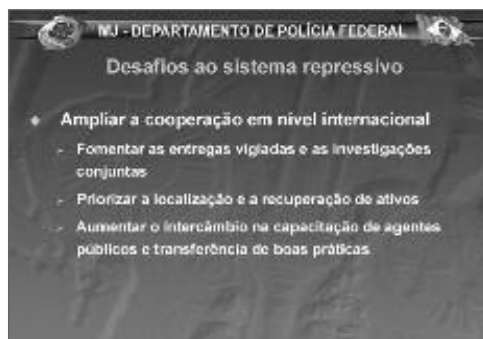 MJ - DEPARTAMENTO DE POLÍCIA FEDERAL
Desafios ao sistema repressivo
Ampliar a cooperação em nível internacional
- Fomentar as entregas vigiadas e as investigações
conjuntas
- Priorizar a localização e a recuperação de ativos
- Aumentar o intercâmbio na capacitação de agentes
públicos e transferência de boas práticas